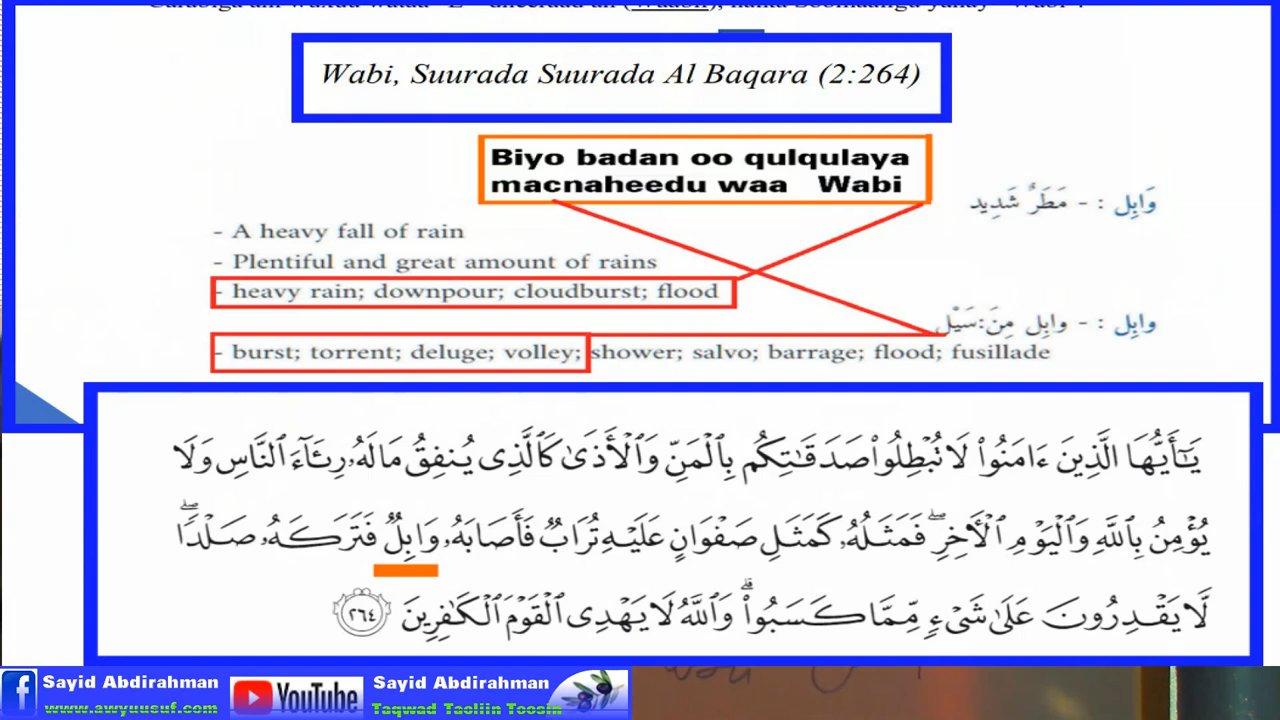 Wabi, Suurada Suurada Al Baqara (2:264)
Biyo badan oo qulqulaya
macnaheedu waa Wabi
وَابِل : - مَطَرٌ شَدِيد
- A heavy fall of rain
- Plentiful and great amount of rains
- heavy rain; downpour; cloudburst; flood
وابِل : - وابِل مِنَ:سَيْل
- burst; torrent; deluge; volley; shower; salvo; barrage; flood; fusillade
يَـٰٓأَيُّهَا ٱلَّذِينَ ءَامَنُوا۟ لَا تُبْطِلُوا۟ صَدَقَـٰتِكُم بِٱلْمَنِّ وَٱلْأَذَىٰ كَٱلَّذِى يُنفِقُ مَالَهُۥ رِئَآءَ ٱلنَّاسِ وَلَا
يُؤْمِنُ بِٱللَّهِ وَٱلْيَوْمِ ٱلْـَٔاخِرِ ۖ فَمَثَلُهُۥ كَمَثَلِ صَفْوَانٍ عَلَيْهِ تُرَابٌ فَأَصَابَهُۥ وَابِلٌ فَتَرَكَهُۥ صَلْدًا ۖ
لَّا يَقْدِرُونَ عَلَىٰ شَىْءٍ مِّمَّا كَسَبُوا۟ ۗ وَٱللَّهُ لَا يَهْدِى ٱلْقَوْمَ ٱلْكَـٰفِرِينَ ٢٦٤
Sayid Abdirahman
www.awyuusuf.com
YouTube
Sayid Abdirahman
Taqwad Taoliin Toosin